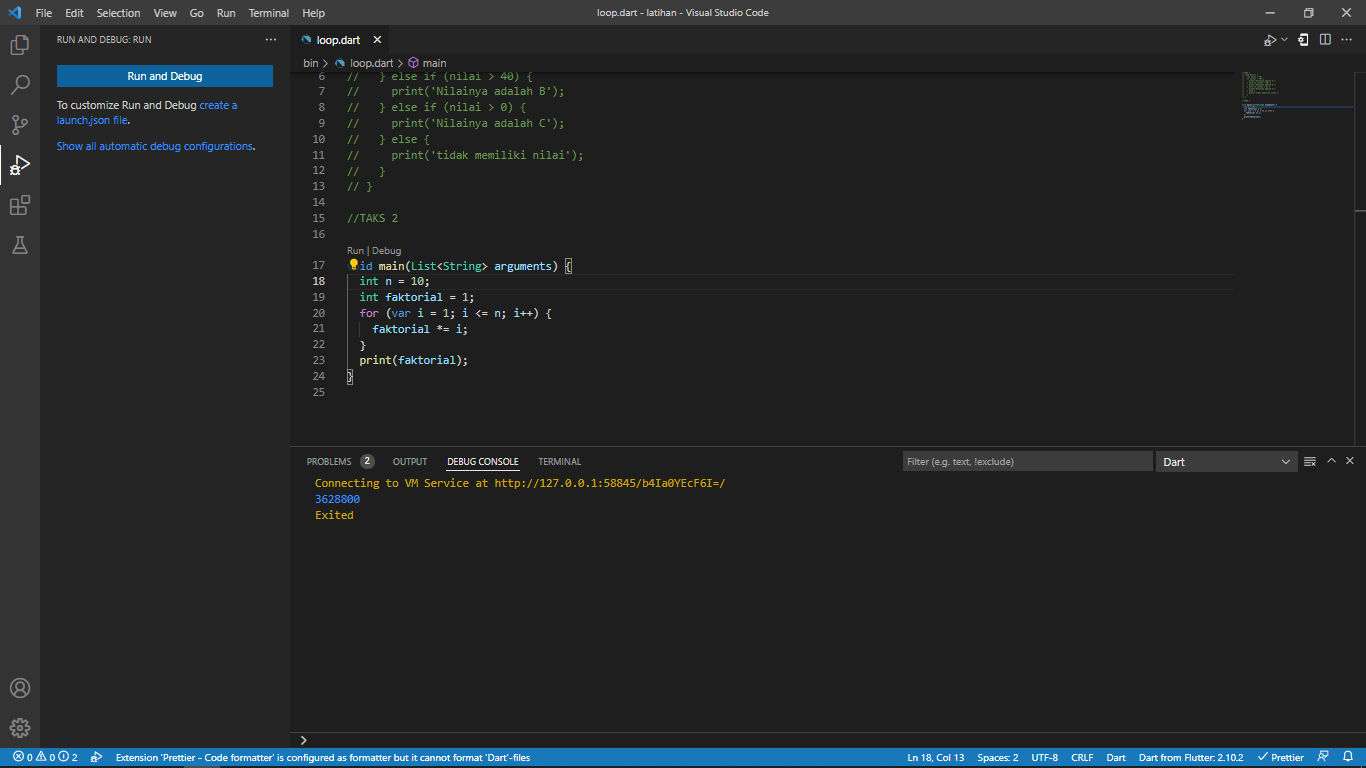 File Edit Selection View Go Run Terminal Help
loop.dart - latihan - Visual Studio Code
RUN AND DEBUG: RUN
Run and Debug
To customize Run and Debug create a
launch.json file.
Show all automatic debug configurations.
loop.dart
bin > loop.dart > main
6 //   } else if (nilai > 40) {
7 //     print('Nilainya adalah B');
8 //   } else if (nilai > 0) {
9 //     print('Nilainya adalah C');
10 //   } else {
11 //     print('tidak memiliki nilai');
12 //   }
13 // }
14
15 //TAKS 2
16
Run | Debug
17 id main(List<String> arguments) {
18   int n = 10;
19   int faktorial = 1;
20   for (var i = 1; i <= n; i++) {
21     faktorial *= i;
22   }
23   print(faktorial);
24 }
25
PROBLEMS 2 OUTPUT DEBUG CONSOLE TERMINAL
Filter (e.g. text, !exclude)
Dart
Connecting to VM Service at http://127.0.0.1:58845/b4Ia0YEcF6I=/
3628800
Exited
>
0 0 2 Extension 'Prettier - Code formatter' is configured as formatter but it cannot format 'Dart'-files
Ln 18, Col 13 Spaces: 2 UTF-8 CRLF Dart Dart from Flutter: 2.10.2 Prettier